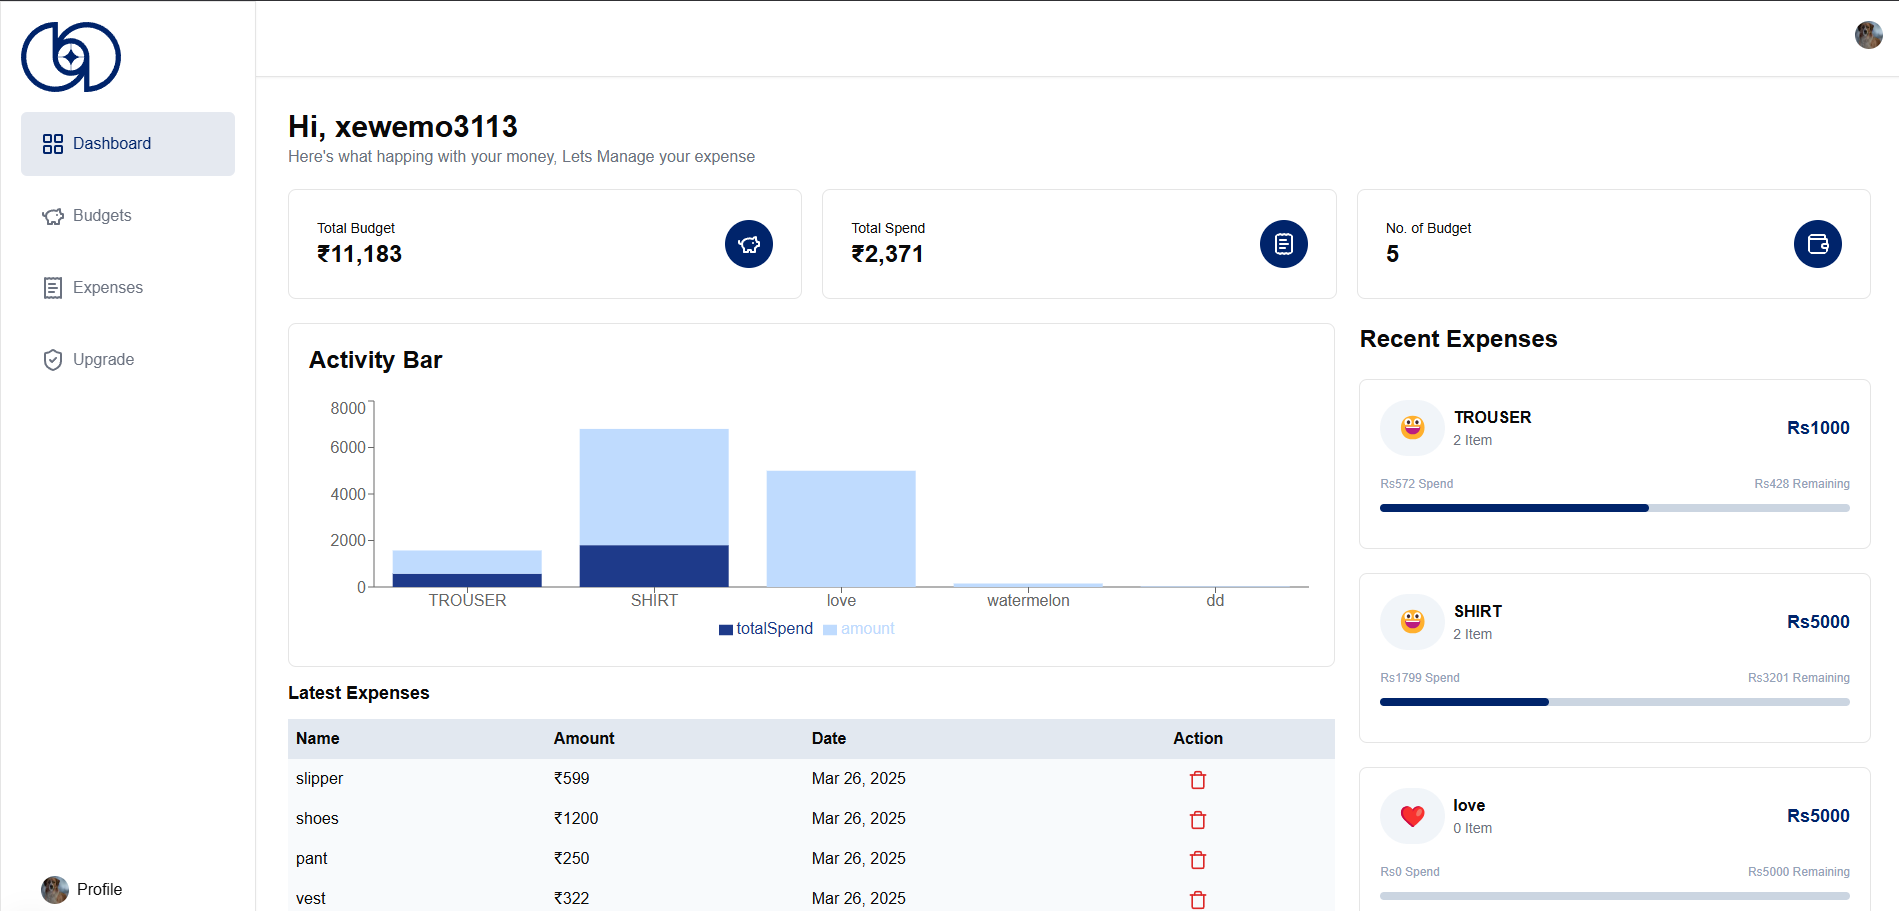 Dashboard
Budgets
Expenses
Upgrade
Profile
Hi, xewemo3113
Here's what happing with your money, Lets Manage your expense
Total Budget
₹11,183
Total Spend
₹2,371
No. of Budget
5
Activity Bar
8000
6000
4000
2000
0
TROUSER SHIRT love watermelon dd
totalSpend amount
Latest Expenses
Name Amount Date Action
slipper ₹599 Mar 26, 2025
shoes ₹1200 Mar 26, 2025
pant ₹250 Mar 26, 2025
vest ₹322 Mar 26, 2025
Recent Expenses
TROUSER
2 Item
Rs1000
Rs572 Spend Rs428 Remaining
SHIRT
2 Item
Rs5000
Rs1799 Spend Rs3201 Remaining
love
0 Item
Rs5000
Rs0 Spend Rs5000 Remaining